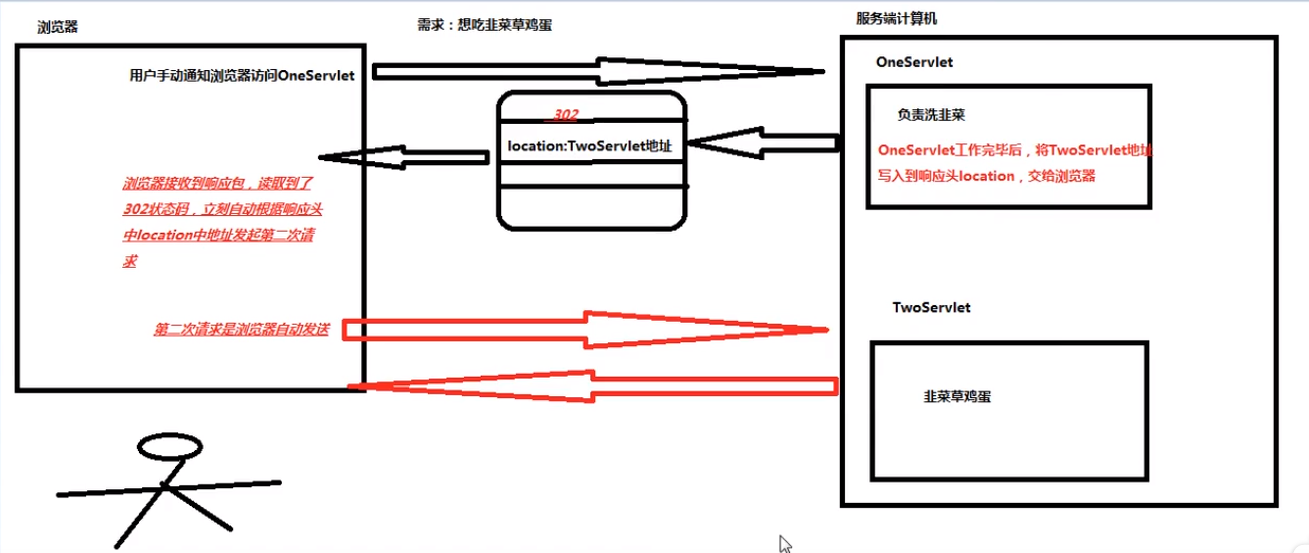 浏览器
需求：想吃韭菜草鸡蛋
服务端计算机
用户手动通知浏览器访问OneServlet
OneServlet
302
location:TwoServlet地址
负责洗韭菜
OneServlet工作完毕后，将TwoServlet地址
写入到响应头location，交给浏览器
浏览器接收到响应包，读取到了
302状态码，立刻自动根据响应头
中location中地址发起第二次请
求
TwoServlet
第二次请求是浏览器自动发送
韭菜草鸡蛋